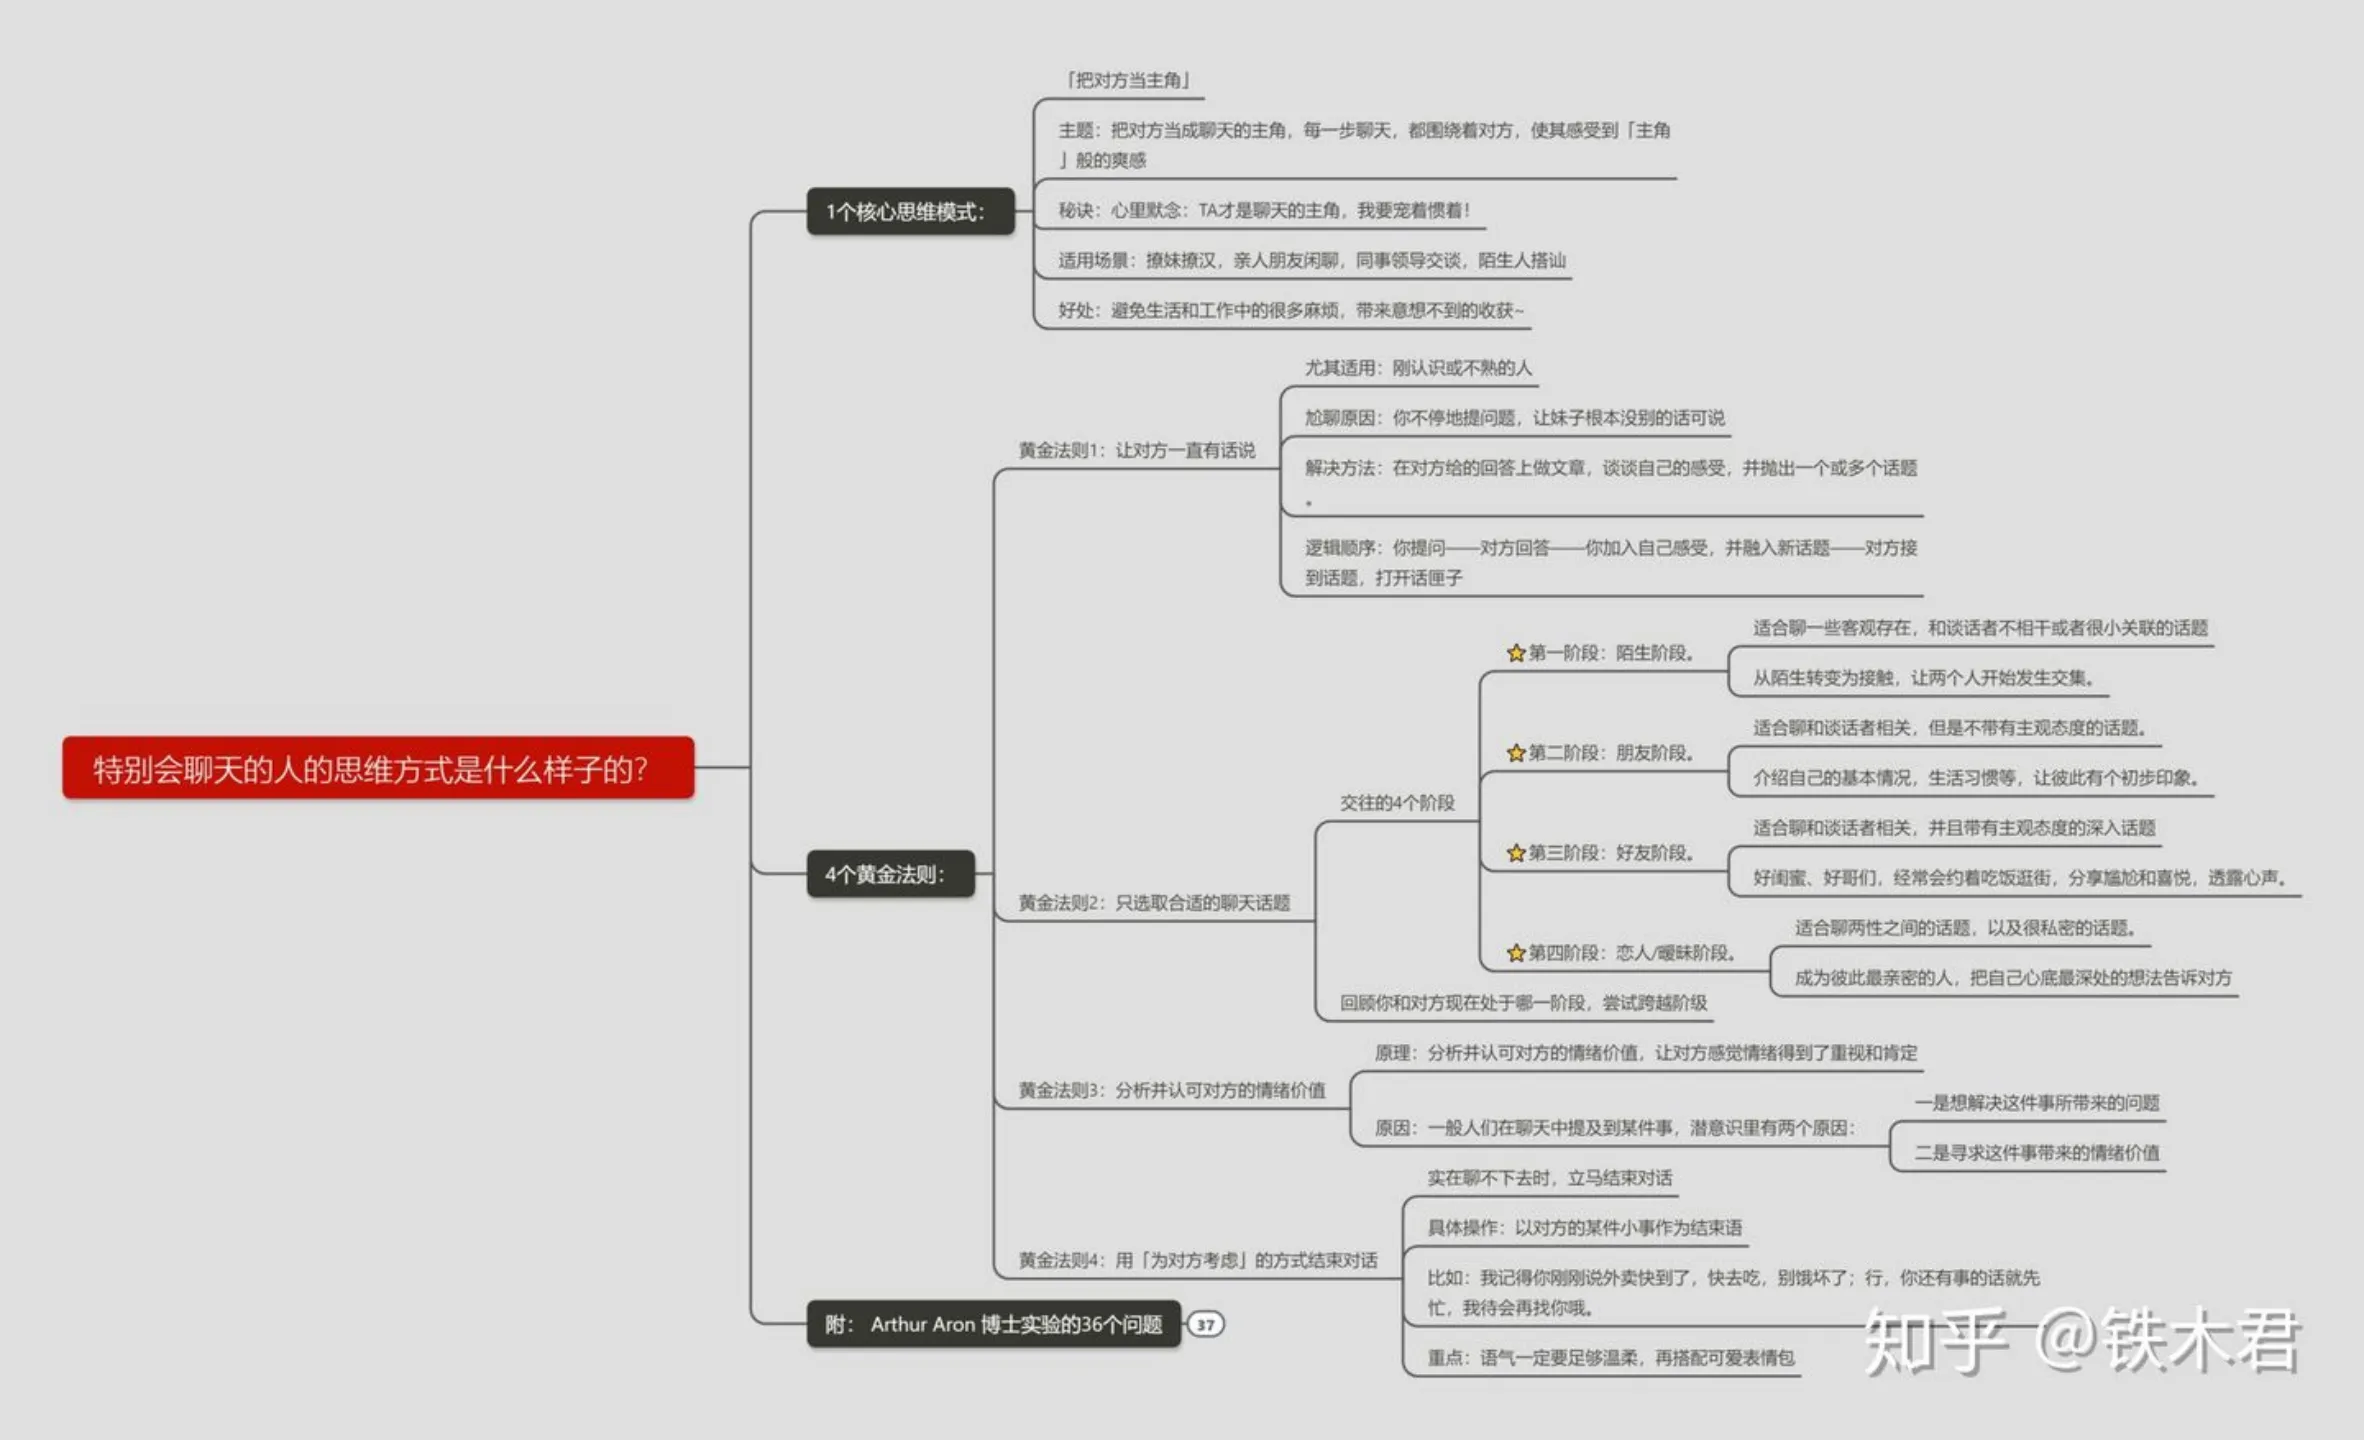 特别会聊天的人的思维方式是什么样子的？
1个核心思维模式：
「把对方当主角」
主题：把对方当成聊天的主角，每一步聊天，都围绕着对方，使其感受到「主角
」般的爽感
秘诀：心里默念：TA才是聊天的主角，我要宠着惯着！
适用场景：撩妹撩汉，亲人朋友闲聊，同事领导交谈，陌生人搭讪
好处：避免生活和工作中的很多麻烦，带来意想不到的收获~
4个黄金法则：
黄金法则1：让对方一直有话说
尤其适用：刚认识或不熟的人
尬聊原因：你不停地提问题，让妹子根本没别的话可说
解决方法：在对方给的回答上做文章，谈谈自己的感受，并抛出一个或多个话题
。
逻辑顺序：你提问——对方回答——你加入自己感受，并融入新话题——对方接
到话题，打开话匣子
黄金法则2：只选取合适的聊天话题
交往的4个阶段
第一阶段：陌生阶段。
适合聊一些客观存在，和谈话者不相干或者很小关联的话题
从陌生转变为接触，让两个人开始发生交集。
第二阶段：朋友阶段。
适合聊和谈话者相关，但是不带有主观态度的话题。
介绍自己的基本情况，生活习惯等，让彼此有个初步印象。
第三阶段：好友阶段。
适合聊和谈话者相关，并且带有主观态度的深入话题
好闺蜜、好哥们，经常会约着吃饭逛街，分享尴尬和喜悦，透露心声。
第四阶段：恋人/暧昧阶段。
适合聊两性之间的话题，以及很私密的话题。
成为彼此最亲密的人，把自己心底最深处的想法告诉对方
回顾你和对方现在处于哪一阶段，尝试跨越阶级
黄金法则3：分析并认可对方的情绪价值
原理：分析并认可对方的情绪价值，让对方感觉情绪得到了重视和肯定
原因：一般人们在聊天中提及到某件事，潜意识里有两个原因：
一是想解决这件事所带来的问题
二是寻求这件事带来的情绪价值
黄金法则4：用「为对方考虑」的方式结束对话
实在聊不下去时，立马结束对话
具体操作：以对方的某件小事作为结束语
比如：我记得你刚刚说外卖快到了，快去吃，别饿坏了；行，你还有事的话就先
忙，我待会再找你哦。
重点：语气一定要足够温柔，再搭配可爱表情包
附： Arthur Aron 博士实验的36个问题
37
知乎 @铁木君